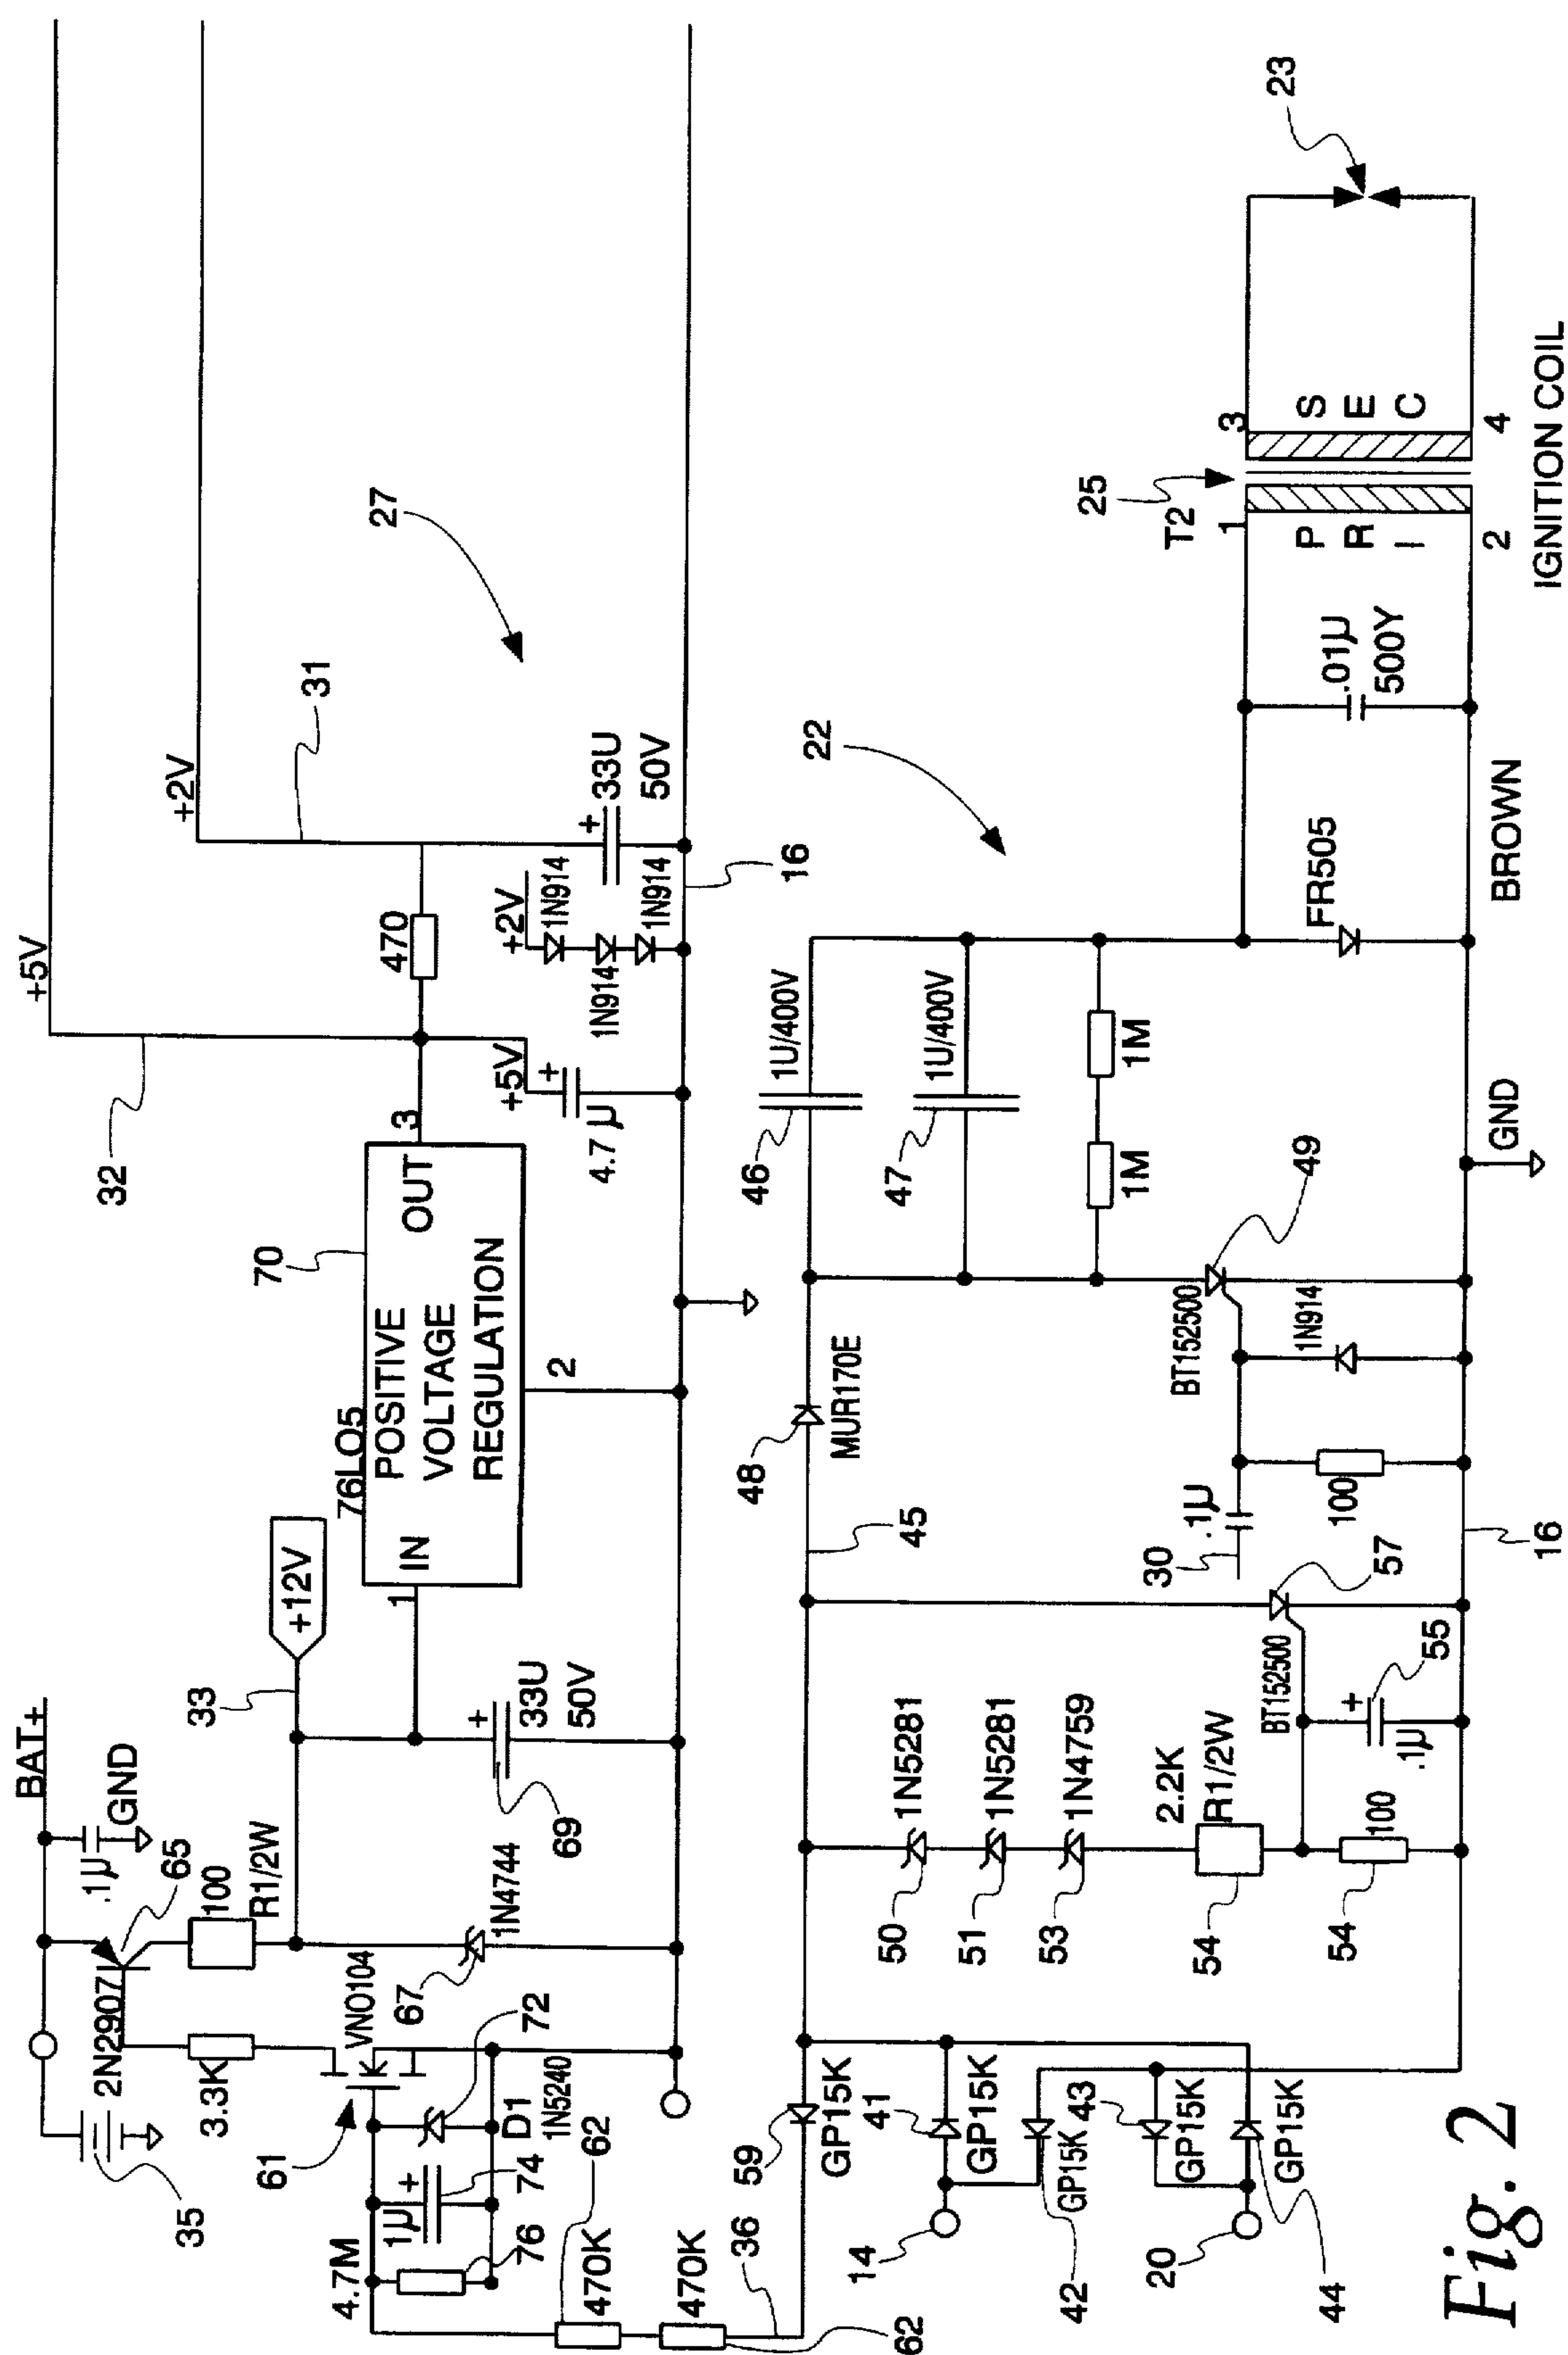 BAT+
+5V
+2V
.1µ
GND
35
2N2907
65
3.3K
100
R1/2W
33
+12V
32
31
27
61
VNO104
67
1N4744
69
33U
50V
76LO5
70
1
IN
POSITIVE
VOLTAGE
REGULATION
OUT
3
2
470
+5V
4.7 µ
+2V
1N914
1N914
1N914
33U
50V
16
4.7M
1µ
76
74
72
D1
1N5240
62
470K
470K
62
36
59
GP15K
41
GP15K
14
42
GP15K
43
GP15K
20
44
GP15K
50
1N5281
51
1N5281
53
1N4759
54
2.2K
R1/2W
54
100
BT152500
.1µ
55
57
45
48
MUR170E
30
.1µ
100
1N914
BT152500
49
16
46
1U/400V
47
1U/400V
1M
1M
22
GND
FR505
BROWN
.01µ
500Y
25
T2
1
PRI
2
3
SEC
4
IGNITION COIL
23
Fig. 2